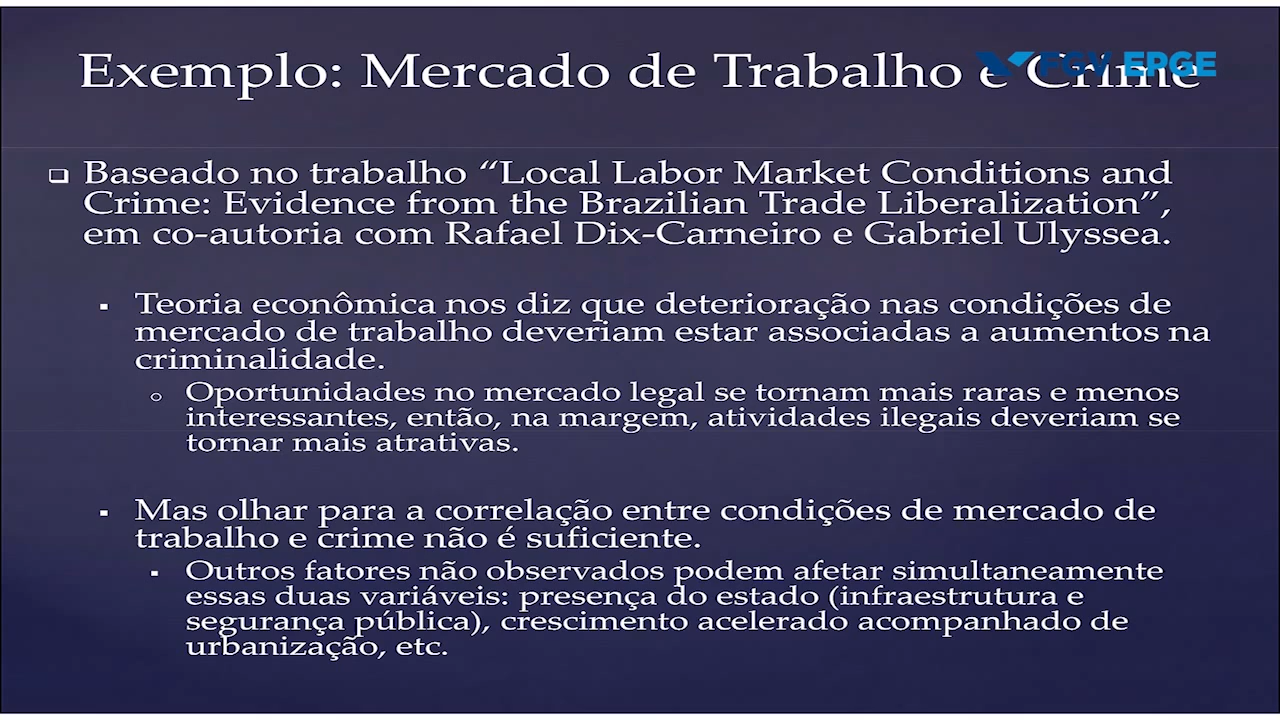 Exemplo: Mercado de Trabalho e Crime
FGV EPGE
Baseado no trabalho “Local Labor Market Conditions and
Crime: Evidence from the Brazilian Trade Liberalization”,
em co-autoria com Rafael Dix-Carneiro e Gabriel Ulyssea.
Teoria econômica nos diz que deterioração nas condições de
mercado de trabalho deveriam estar associadas a aumentos na
criminalidade.
Oportunidades no mercado legal se tornam mais raras e menos
interessantes, então, na margem, atividades ilegais deveriam se
tornar mais atrativas.
Mas olhar para a correlação entre condições de mercado de
trabalho e crime não é suficiente.
Outros fatores não observados podem afetar simultaneamente
essas duas variáveis: presença do estado (infraestrutura e
segurança pública), crescimento acelerado acompanhado de
urbanização, etc.